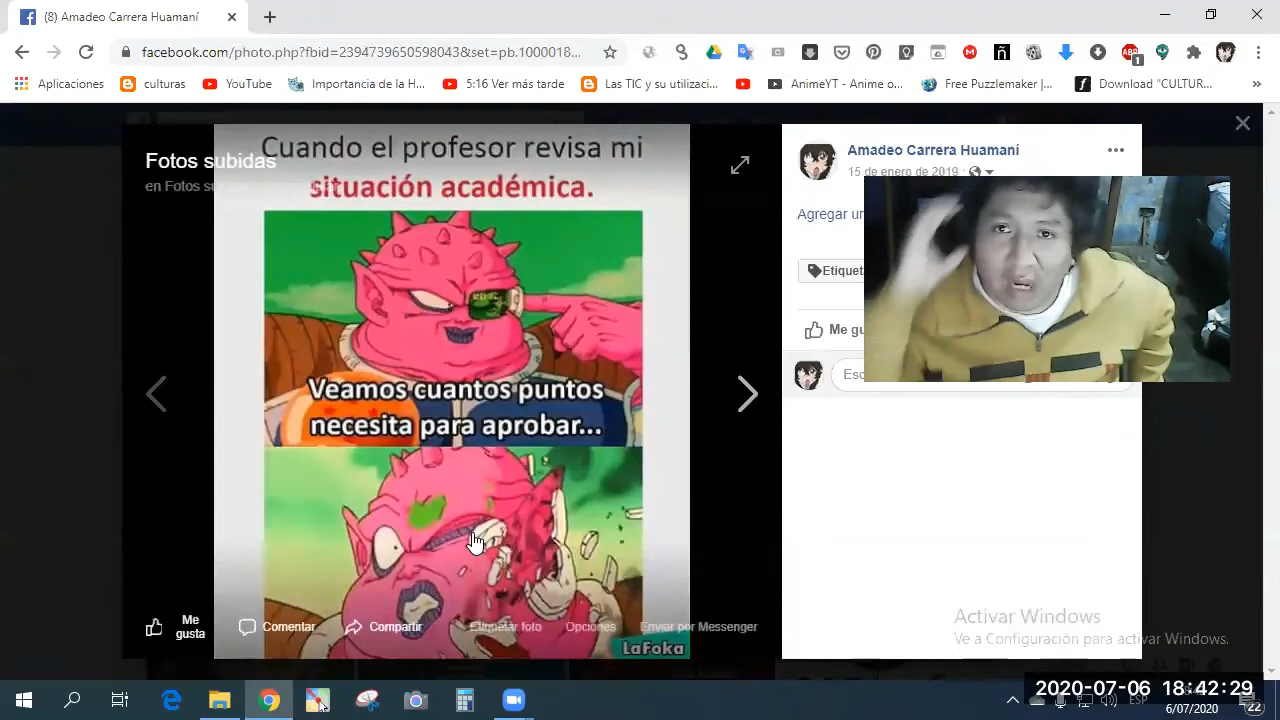 (8) Amadeo Carrera Huamaní
facebook.com/photo.php?fbid=2394739650598043&set=pb.1000018...
Aplicaciones
culturas
YouTube
Importancia de la H...
5:16 Ver más tarde
Las TIC y su utilizaci...
AnimeYT - Anime o...
Free Puzzlemaker |...
Download "CULTUR...
»
Cuando el profesor revisa mi
situación académica.
Fotos subidas
Veamos cuantos puntos
necesita para aprobar...
LaFoka
Me
gusta
Comentar
Compartir
Etiquetar foto
Opciones
Enviar por Messenger
Amadeo Carrera Huamaní
15 de enero de 2019
Agregar un
Etiquet
Me gu
Esc
Activar Windows
Ve a Configuración para activar Windows.
2020-07-06 18:42:29
ESP
6/07/2020
22